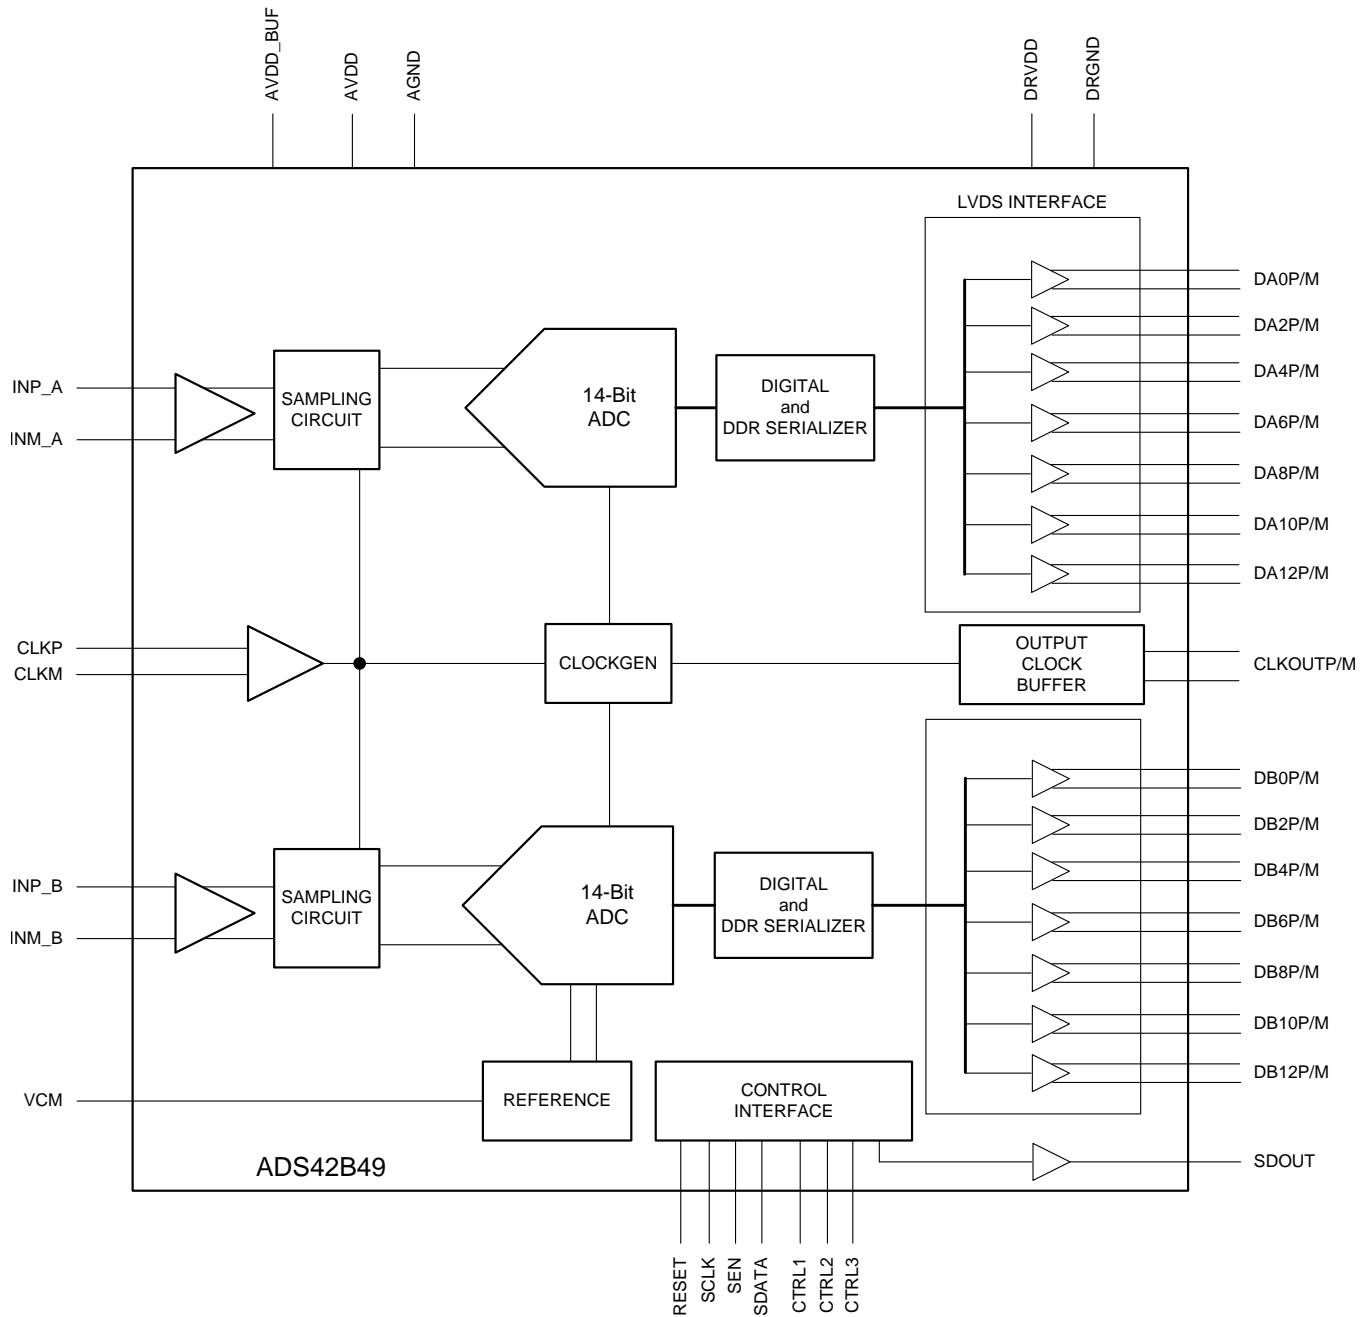 AVDD_BUF
AVDD
AGND
DRVDD
DRGND
LVDS INTERFACE
DA0P/M
DA2P/M
DA4P/M
DA6P/M
DA8P/M
DA10P/M
DA12P/M
INP_A
INM_A
SAMPLING
CIRCUIT
14-Bit
ADC
DIGITAL
and
DDR SERIALIZER
CLKP
CLKM
CLOCKGEN
OUTPUT
CLOCK
BUFFER
CLKOUTP/M
INP_B
INM_B
SAMPLING
CIRCUIT
14-Bit
ADC
DIGITAL
and
DDR SERIALIZER
DB0P/M
DB2P/M
DB4P/M
DB6P/M
DB8P/M
DB10P/M
DB12P/M
VCM
REFERENCE
CONTROL
INTERFACE
ADS42B49
SDOUT
RESET
SCLK
SEN
SDATA
CTRL1
CTRL2
CTRL3